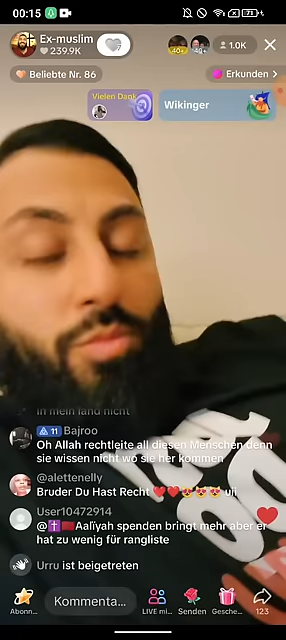 00:15
Ex-muslim
239.9K
40+
40+
1.0K
Beliebte Nr. 86
Erkunden >
Vielen Dank
Wikinger
in mein land nicht
11 Bajroo
Oh Allah rechtleite all diesen Menschen denn
sie wissen nicht wo sie her kommen
@alettenelly
Bruder Du Hast Recht ❤️❤️😍😍😍 uii
User10472914
@✝️🇲🇦Aaliyah spenden bringt mehr aber er
hat zu wenig für rangliste
Urru ist beigetreten
Abonn...
Kommenta...
LIVE mi...
Senden
Gesche...
123